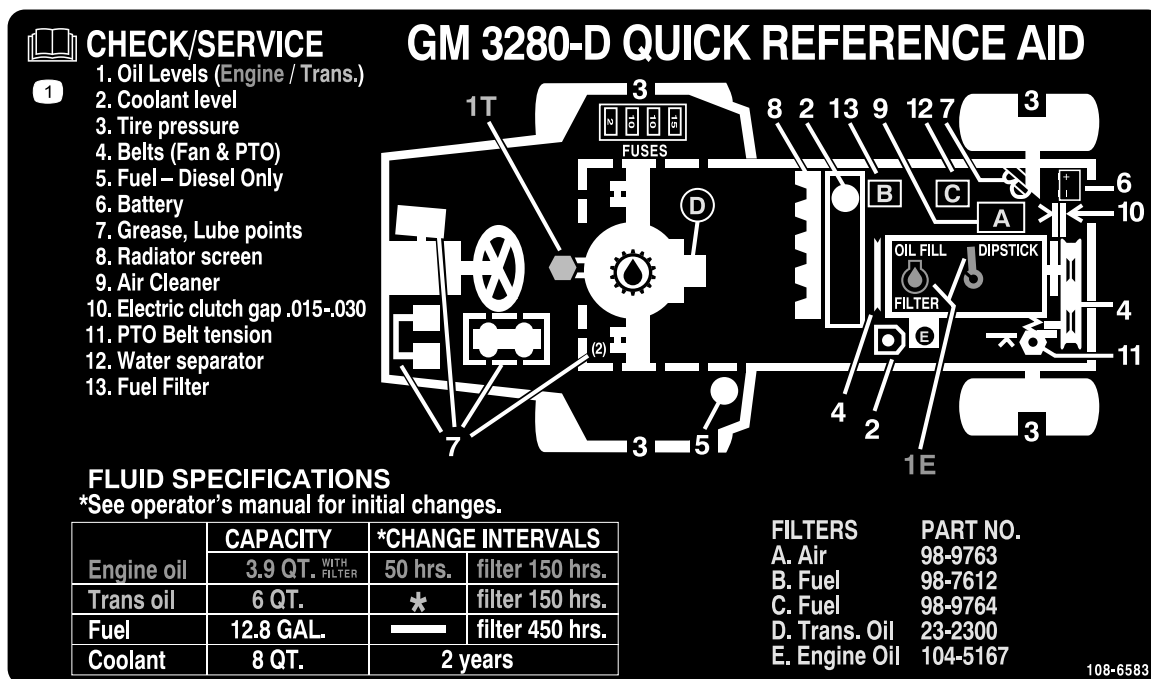 CHECK/SERVICE
1
1. Oil Levels (Engine / Trans.)
2. Coolant level
3. Tire pressure
4. Belts (Fan & PTO)
5. Fuel – Diesel Only
6. Battery
7. Grease, Lube points
8. Radiator screen
9. Air Cleaner
10. Electric clutch gap .015-.030
11. PTO Belt tension
12. Water separator
13. Fuel Filter
GM 3280-D QUICK REFERENCE AID
1T
3
2 10 10 15
FUSES
8 2 13 9 12 7
3
D
B
C
A
+ -
6
10
OIL FILL
DIPSTICK
FILTER
E
(2)
4
11
7
3
5
4
2
1E
3
FLUID SPECIFICATIONS
*See operator's manual for initial changes.
CAPACITY *CHANGE INTERVALS
Engine oil 3.9 QT. WITH FILTER 50 hrs. filter 150 hrs.
Trans oil 6 QT. * filter 150 hrs.
Fuel 12.8 GAL. — filter 450 hrs.
Coolant 8 QT. 2 years
FILTERS PART NO.
A. Air 98-9763
B. Fuel 98-7612
C. Fuel 98-9764
D. Trans. Oil 23-2300
E. Engine Oil 104-5167
108-6583